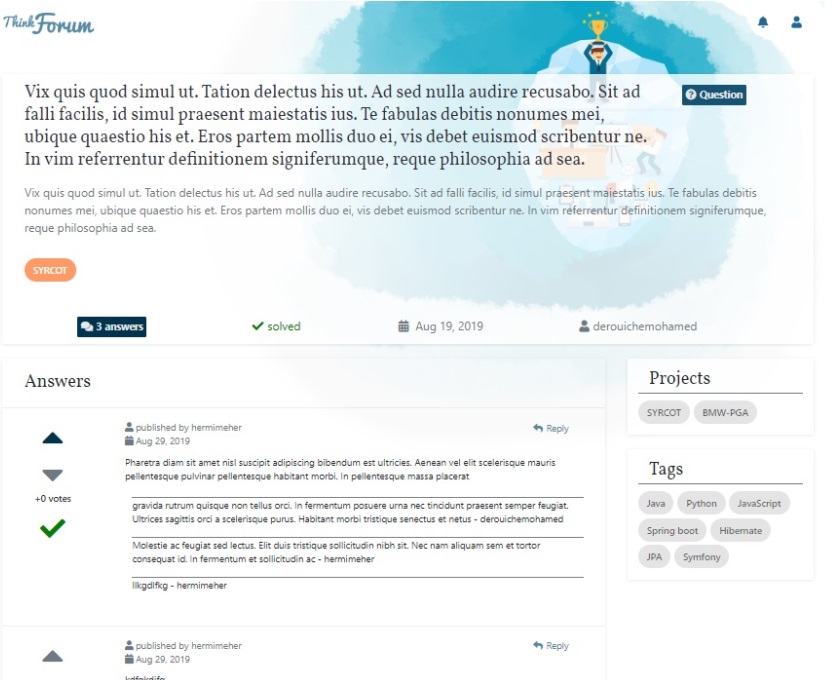 Think Forum
Vix quis quod simul ut. Tation delectus his ut. Ad sed nulla audire recusabo. Sit ad
falli facilis, id simul praesent maiestatis ius. Te fabulas debitis nonumes mei,
ubique quaestio his et. Eros partem mollis duo ei, vis debet euismod scribentur ne.
In vim referrentur definitionem signiferumque, reque philosophia ad sea.
Question
Vix quis quod simul ut. Tation delectus his ut. Ad sed nulla audire recusabo. Sit ad falli facilis, id simul praesent maiestatis ius. Te fabulas debitis
nonumes mei, ubique quaestio his et. Eros partem mollis duo ei, vis debet euismod scribentur ne. In vim referrentur definitionem signiferumque,
reque philosophia ad sea.
SYRCOT
3 answers
solved
Aug 19, 2019
derouichemohamed
Answers
published by hermimeher
Aug 29, 2019
Reply
Pharetra diam sit amet nisl suscipit adipiscing bibendum est ultricies. Aenean vel elit scelerisque mauris
pellentesque pulvinar pellentesque habitant morbi. In pellentesque massa placerat
+0 votes
gravida rutrum quisque non tellus orci. In fermentum posuere urna nec tincidunt praesent semper feugiat.
Ultrices sagittis orci a scelerisque purus. Habitant morbi tristique senectus et netus - derouichemohamed
Molestie ac feugiat sed lectus. Elit duis tristique sollicitudin nibh sit. Nec nam aliquam sem et tortor
consequat id. In fermentum et sollicitudin ac - hermimeher
llkgdlfkg - hermimeher
published by hermimeher
Aug 29, 2019
Reply
Projects
SYRCOT
BMW-PGA
Tags
Java
Python
JavaScript
Spring boot
Hibernate
JPA
Symfony